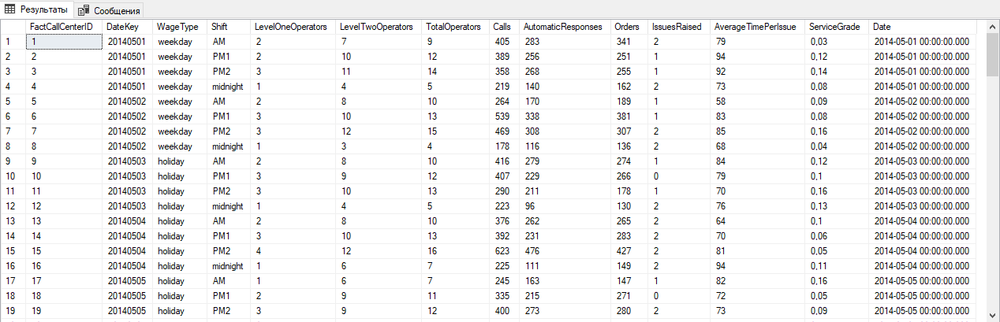 Результаты Сообщения
FactCallCenterID DateKey WageType Shift LevelOneOperators LevelTwoOperators TotalOperators Calls AutomaticResponses Orders IssuesRaised AverageTimePerIssue ServiceGrade Date
1 1 20140501 weekday AM 2 7 9 405 283 341 2 79 0,03 2014-05-01 00:00:00.000
2 2 20140501 weekday PM1 2 10 12 389 256 251 1 94 0,12 2014-05-01 00:00:00.000
3 3 20140501 weekday PM2 3 11 14 358 268 255 1 92 0,14 2014-05-01 00:00:00.000
4 4 20140501 weekday midnight 1 4 5 219 140 162 2 73 0,08 2014-05-01 00:00:00.000
5 5 20140502 weekday AM 2 8 10 264 170 189 1 58 0,09 2014-05-02 00:00:00.000
6 6 20140502 weekday PM1 3 10 13 539 338 381 1 83 0,08 2014-05-02 00:00:00.000
7 7 20140502 weekday PM2 3 12 15 469 308 307 2 85 0,16 2014-05-02 00:00:00.000
8 8 20140502 weekday midnight 1 3 4 178 116 136 2 68 0,04 2014-05-02 00:00:00.000
9 9 20140503 holiday AM 2 8 10 416 279 274 1 84 0,12 2014-05-03 00:00:00.000
10 10 20140503 holiday PM1 3 9 12 407 229 266 0 79 0,1 2014-05-03 00:00:00.000
11 11 20140503 holiday PM2 3 10 13 290 211 178 1 70 0,16 2014-05-03 00:00:00.000
12 12 20140503 holiday midnight 1 4 5 223 96 130 2 76 0,13 2014-05-03 00:00:00.000
13 13 20140504 holiday AM 2 8 10 376 262 265 2 64 0,1 2014-05-04 00:00:00.000
14 14 20140504 holiday PM1 3 10 13 392 231 283 2 70 0,06 2014-05-04 00:00:00.000
15 15 20140504 holiday PM2 4 12 16 623 476 427 2 81 0,05 2014-05-04 00:00:00.000
16 16 20140504 holiday midnight 1 6 7 225 111 149 2 94 0,11 2014-05-04 00:00:00.000
17 17 20140505 holiday AM 1 6 7 245 163 147 1 82 0,16 2014-05-05 00:00:00.000
18 18 20140505 holiday PM1 2 9 11 335 215 271 0 72 0,05 2014-05-05 00:00:00.000
19 19 20140505 holiday PM2 3 9 12 400 273 280 2 73 0,09 2014-05-05 00:00:00.000